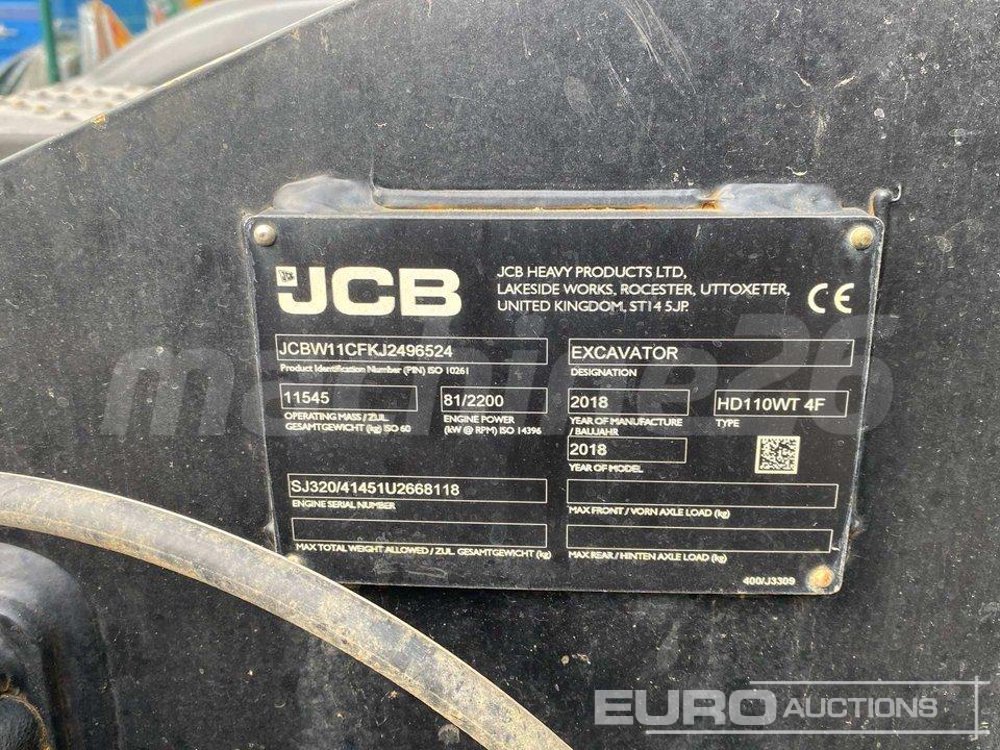 JCB
JCB HEAVY PRODUCTS LTD,
LAKESIDE WORKS, ROCESTER, UTTOXETER,
UNITED KINGDOM, ST14 5JP.
CE
JCBW11CFKJ2496524
Product Identification Number (PIN) ISO 10261
EXCAVATOR
DESIGNATION
11545
OPERATING MASS / ZUL.
GESAMTGEWICHT (kg) ISO 60
81/2200
ENGINE POWER
(kW @ RPM) ISO 14396
2018
YEAR OF MANUFACTURE
/ BAUJAHR
HD110WT 4F
TYPE
2018
YEAR OF MODEL
SJ320/41451U2668118
ENGINE SERIAL NUMBER
MAX FRONT / VORN AXLE LOAD (kg)
MAX TOTAL WEIGHT ALLOWED / ZUL. GESAMTGEWICHT (kg)
MAX REAR / HINTEN AXLE LOAD (kg)
400/J3309
machine26
EURO AUCTIONS